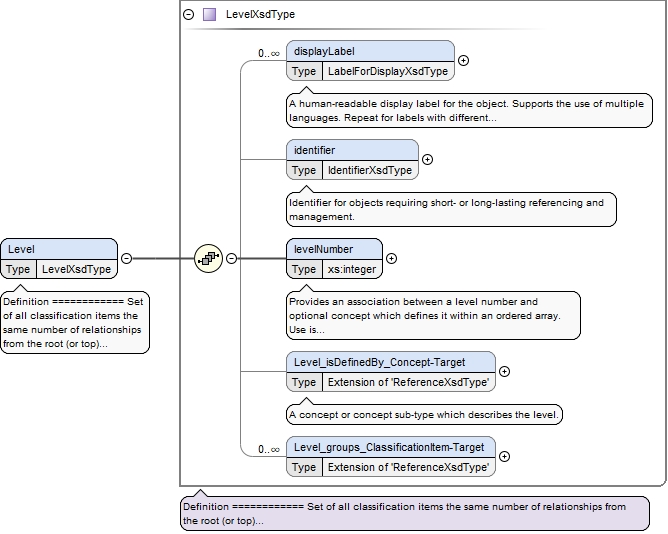 LevelXsdType
0..∞
displayLabel
Type LabelForDisplayXsdType
A human-readable display label for the object. Supports the use of multiple
languages. Repeat for labels with different...
identifier
Type IdentifierXsdType
Identifier for objects requiring short- or long-lasting referencing and
management.
Level
Type LevelXsdType
Definition ============ Set
of all classification items the
same number of relationships
from the root (or top)...
levelNumber
Type xs:integer
Provides an association between a level number and
optional concept which defines it within an ordered array.
Use is...
Level_isDefinedBy_Concept-Target
Type Extension of 'ReferenceXsdType'
A concept or concept sub-type which describes the level.
0..∞
Level_groups_ClassificationItem-Target
Type Extension of 'ReferenceXsdType'
Definition ============ Set of all classification items the same number of relationships from
the root (or top)...